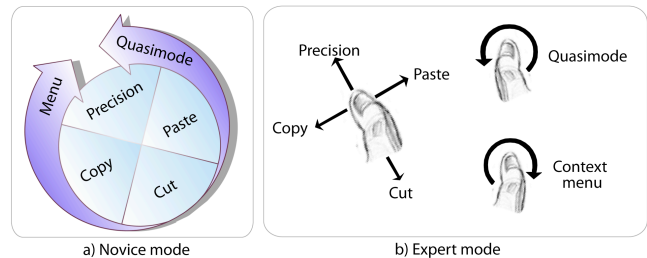 Quasimode
Menu
Precision
Paste
Copy
Cut
a) Novice mode
Precision
Paste
Copy
Cut
Quasimode
Context
menu
b) Expert mode